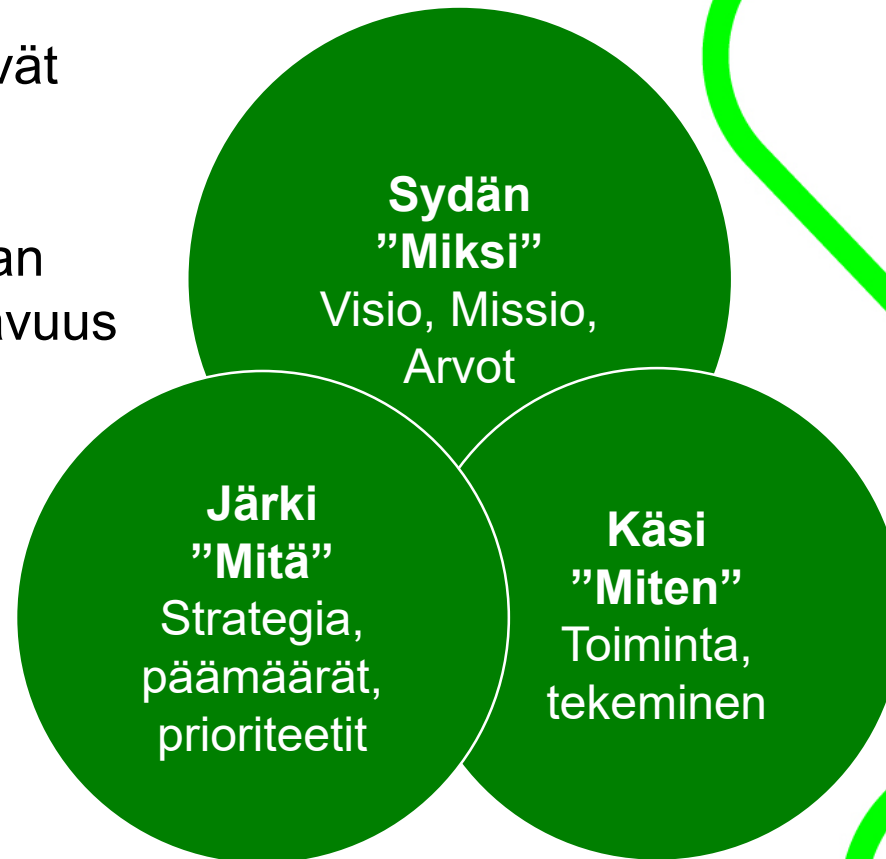 Sydän
”Miksi”
Visio, Missio,
Arvot
Järki
”Mitä”
Strategia,
päämäärät,
prioriteetit
Käsi
”Miten”
Toiminta,
tekeminen